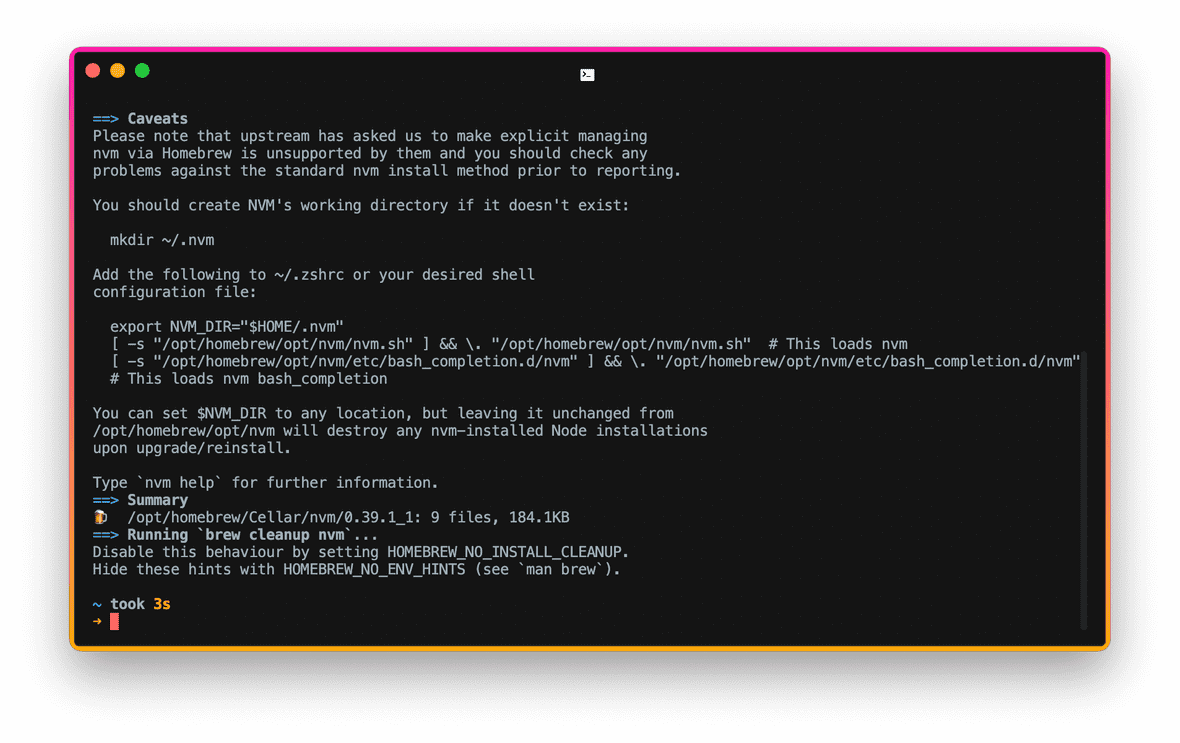 ==> Caveats
Please note that upstream has asked us to make explicit managing
nvm via Homebrew is unsupported by them and you should check any
problems against the standard nvm install method prior to reporting.
You should create NVM's working directory if it doesn't exist:
mkdir ~/.nvm
Add the following to ~/.zshrc or your desired shell
configuration file:
export NVM_DIR="$HOME/.nvm"
[ -s "/opt/homebrew/opt/nvm/nvm.sh" ] && \. "/opt/homebrew/opt/nvm/nvm.sh"  # This loads nvm
[ -s "/opt/homebrew/opt/nvm/etc/bash_completion.d/nvm" ] && \. "/opt/homebrew/opt/nvm/etc/bash_completion.d/nvm"
# This loads nvm bash_completion
You can set $NVM_DIR to any location, but leaving it unchanged from
/opt/homebrew/opt/nvm will destroy any nvm-installed Node installations
upon upgrade/reinstall.
Type `nvm help` for further information.
==> Summary
🍺  /opt/homebrew/Cellar/nvm/0.39.1_1: 9 files, 184.1KB
==> Running `brew cleanup nvm`...
Disable this behaviour by setting HOMEBREW_NO_INSTALL_CLEANUP.
Hide these hints with HOMEBREW_NO_ENV_HINTS (see `man brew`).
~ took 3s
➜